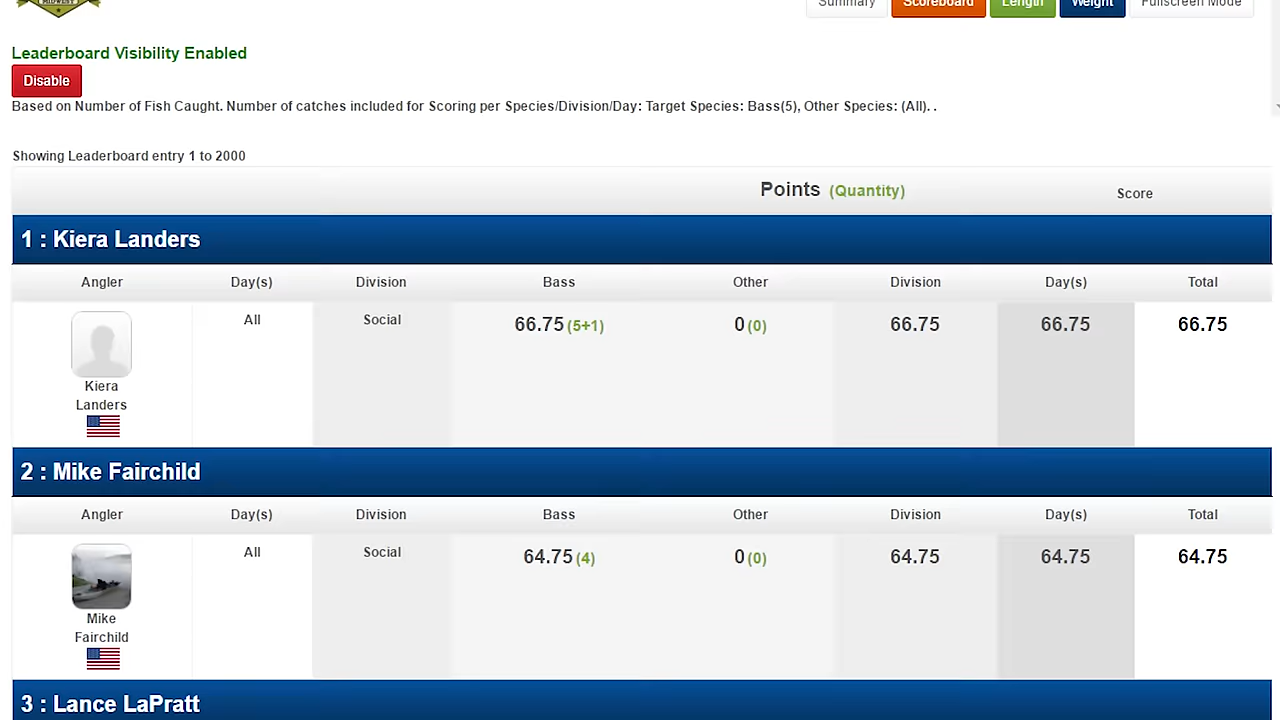 MIDWEST
Summary Scoreboard Length Weight Fullscreen Mode
Leaderboard Visibility Enabled
Disable
Based on Number of Fish Caught. Number of catches included for Scoring per Species/Division/Day: Target Species: Bass(5), Other Species: (All). .
Showing Leaderboard entry 1 to 2000
Points (Quantity) Score
1 : Kiera Landers
Angler Day(s) Division Bass Other Division Day(s) Total
All Social 66.75 (5+1) 0 (0) 66.75 66.75 66.75
Kiera
Landers
2 : Mike Fairchild
Angler Day(s) Division Bass Other Division Day(s) Total
All Social 64.75 (4) 0 (0) 64.75 64.75 64.75
Mike
Fairchild
3 : Lance LaPratt